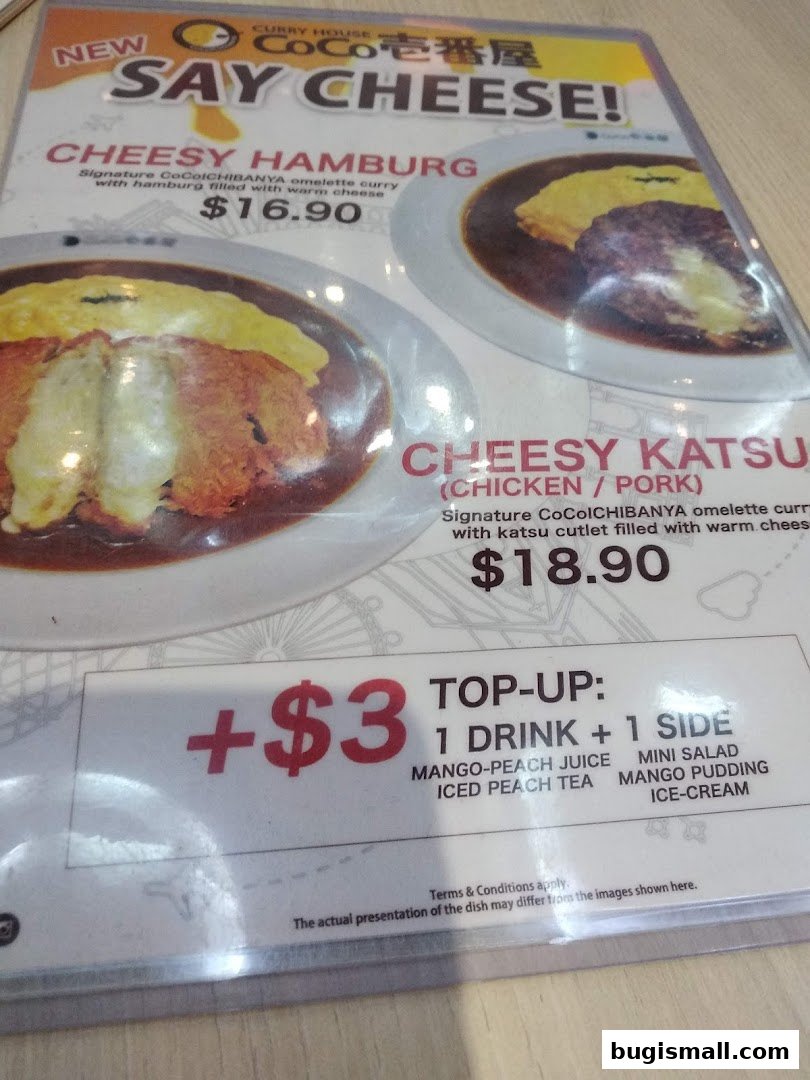 NEW
CURRY HOUSE
CoCo壱番屋
SAY CHEESE!
CHEESY HAMBURG
Signature CoCoICHIBANYA omelette curry
with hamburg filled with warm cheese
$16.90
CHEESY KATSU
(CHICKEN / PORK)
Signature CoCoICHIBANYA omelette curr
with katsu cutlet filled with warm chees
$18.90
+$3
TOP-UP:
1 DRINK + 1 SIDE
MANGO-PEACH JUICE
ICED PEACH TEA
MINI SALAD
MANGO PUDDING
ICE-CREAM
Terms & Conditions apply.
The actual presentation of the dish may differ from the images shown here.
bugismall.com